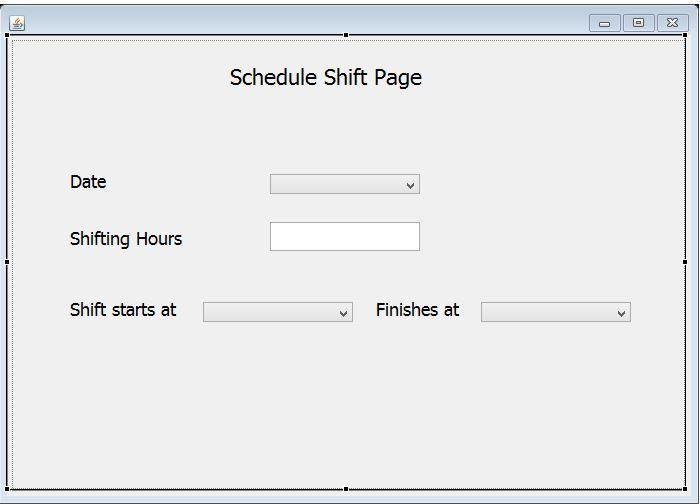 Schedule Shift Page
Date
Shifting Hours
Shift starts at Finishes at